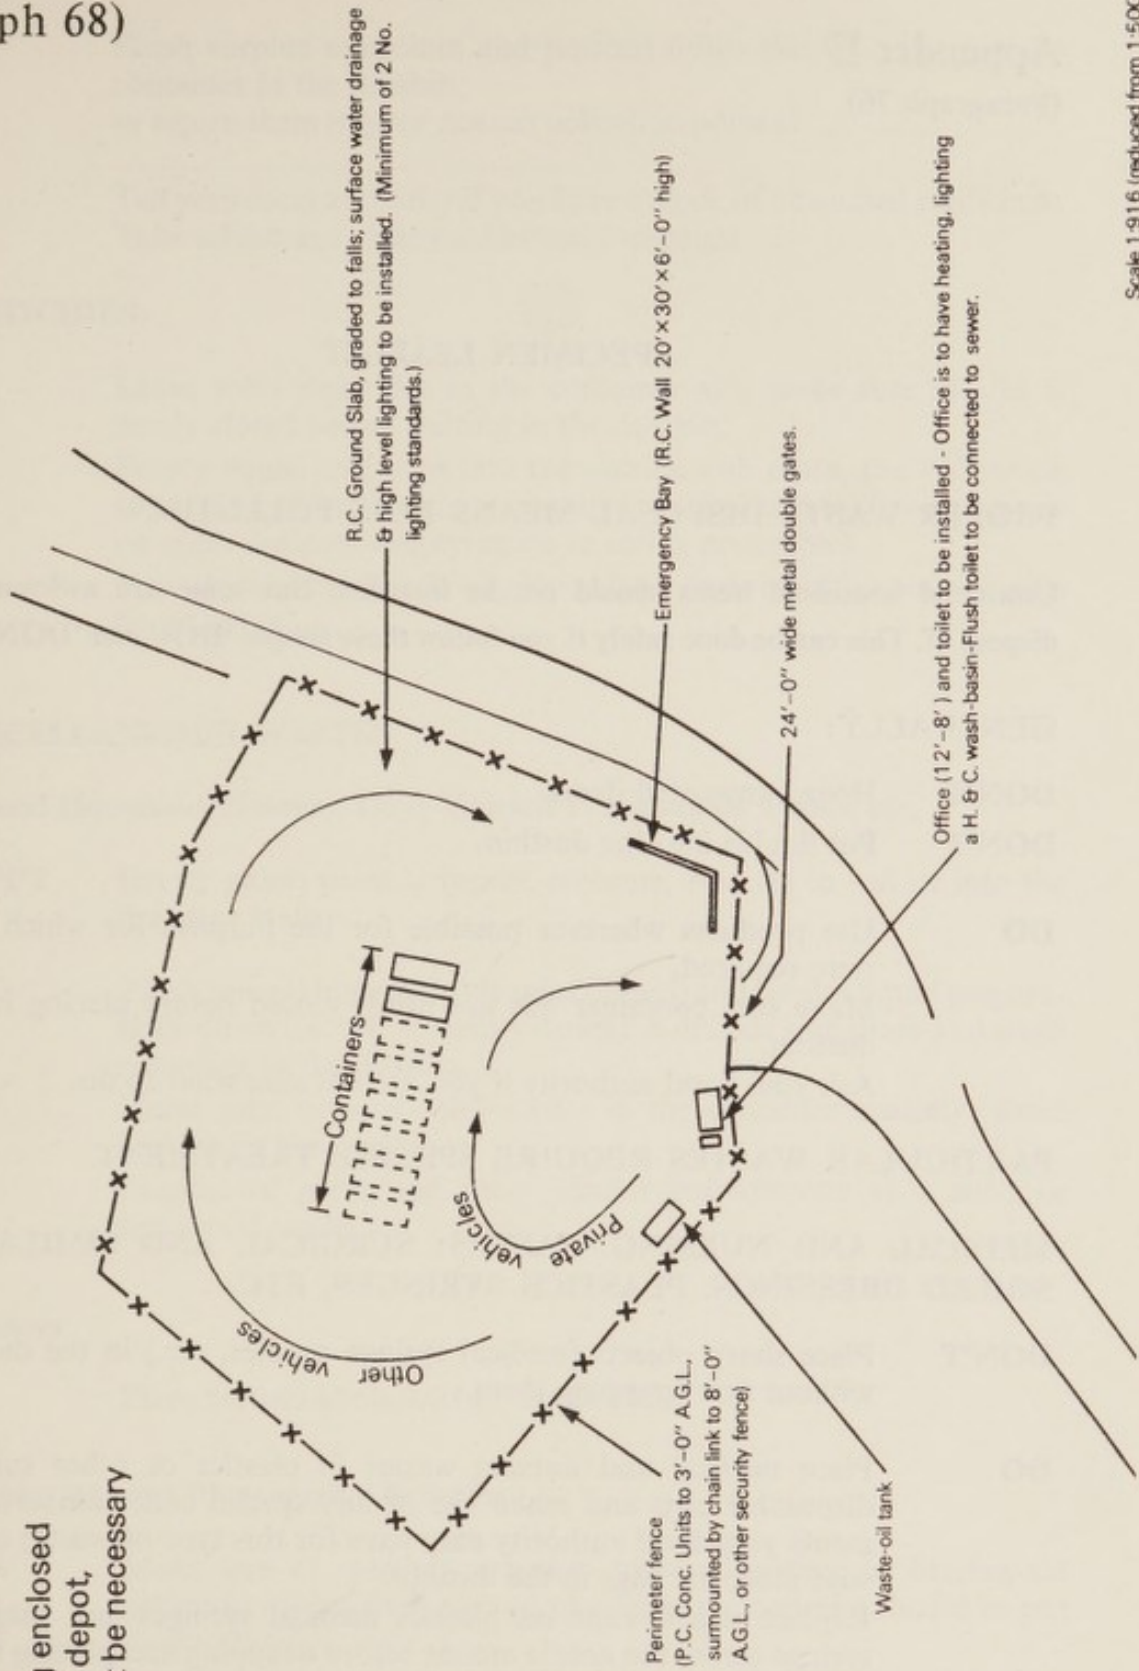 ph 68)
enclosed
depot,
be necessary
R.C. Ground Slab, graded to falls; surface water drainage
& high level lighting to be installed. (Minimum of 2 No.
lighting standards.)
Emergency Bay (R.C. Wall 20'×30'×6'–0" high)
24'–0" wide metal double gates.
Office (12'–8' ) and toilet to be installed - Office is to have heating, lighting
a H. & C. wash-basin-Flush toilet to be connected to sewer.
Containers
Private
vehicles
Other
vehicles
Perimeter fence
(P.C. Conc. Units to 3'–0" A.G.L.,
surmounted by chain link to 8'–0"
A.G.L., or other security fence)
Waste-oil tank
Scale 1:916 (reduced from 1:500